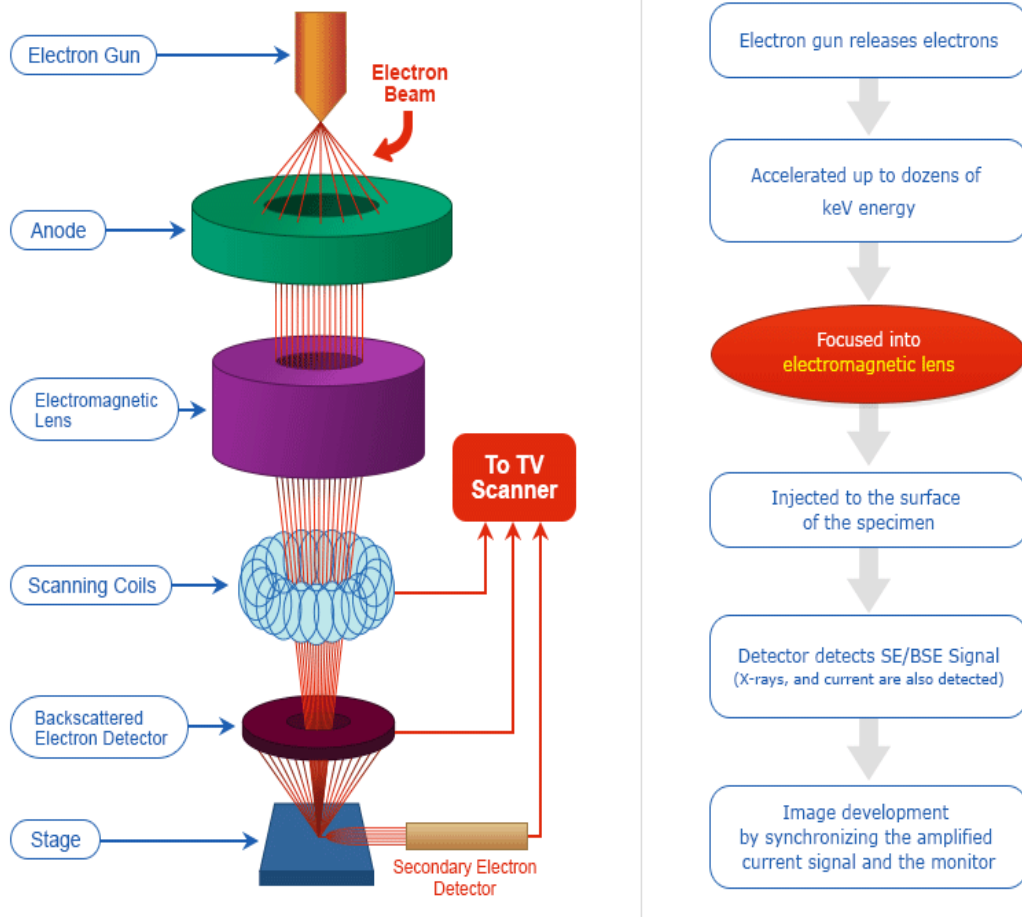 Electron Gun
Electron
Beam
Anode
Electromagnetic
Lens
To TV
Scanner
Scanning Coils
Backscattered
Electron Detector
Stage
Secondary Electron
Detector
Electron gun releases electrons
Accelerated up to dozens of
keV energy
Focused into
electromagnetic lens
Injected to the surface
of the specimen
Detector detects SE/BSE Signal
(X-rays, and current are also detected)
Image development
by synchronizing the amplified
current signal and the monitor